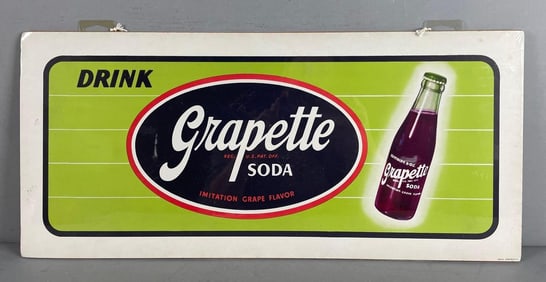 DRINK
Grapette
REG. U.S. PAT. OFF.
SODA
IMITATION GRAPE FLAVOR
Grapette
SODA